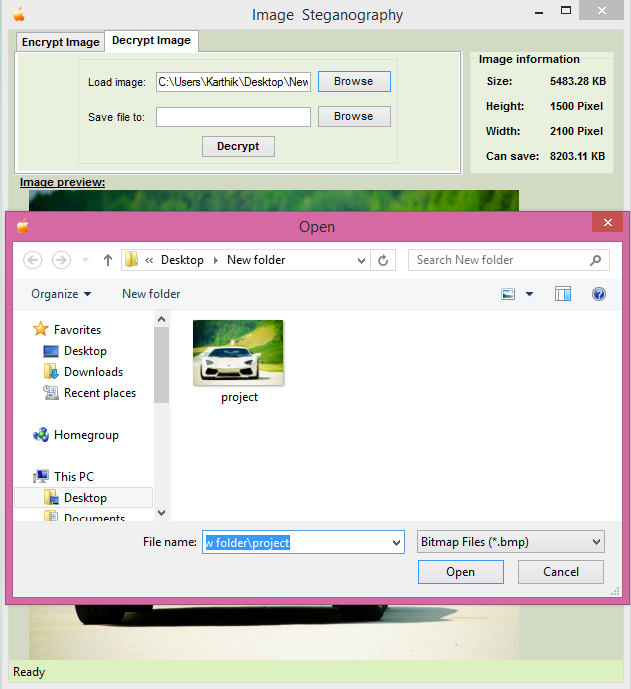 Image Steganography
Encrypt Image
Decrypt Image
Load image:
C:\Users\Karthik\Desktop\New
Browse
Save file to:
Browse
Decrypt
Image information
Size: 5483.28 KB
Height: 1500 Pixel
Width: 2100 Pixel
Can save: 8203.11 KB
Image preview:
Open
« Desktop New folder
Search New folder
Organize
New folder
Favorites
Desktop
Downloads
Recent places
Homegroup
This PC
Desktop
Documents
project
File name:
w folder\project
Bitmap Files (*.bmp)
Open
Cancel
Ready